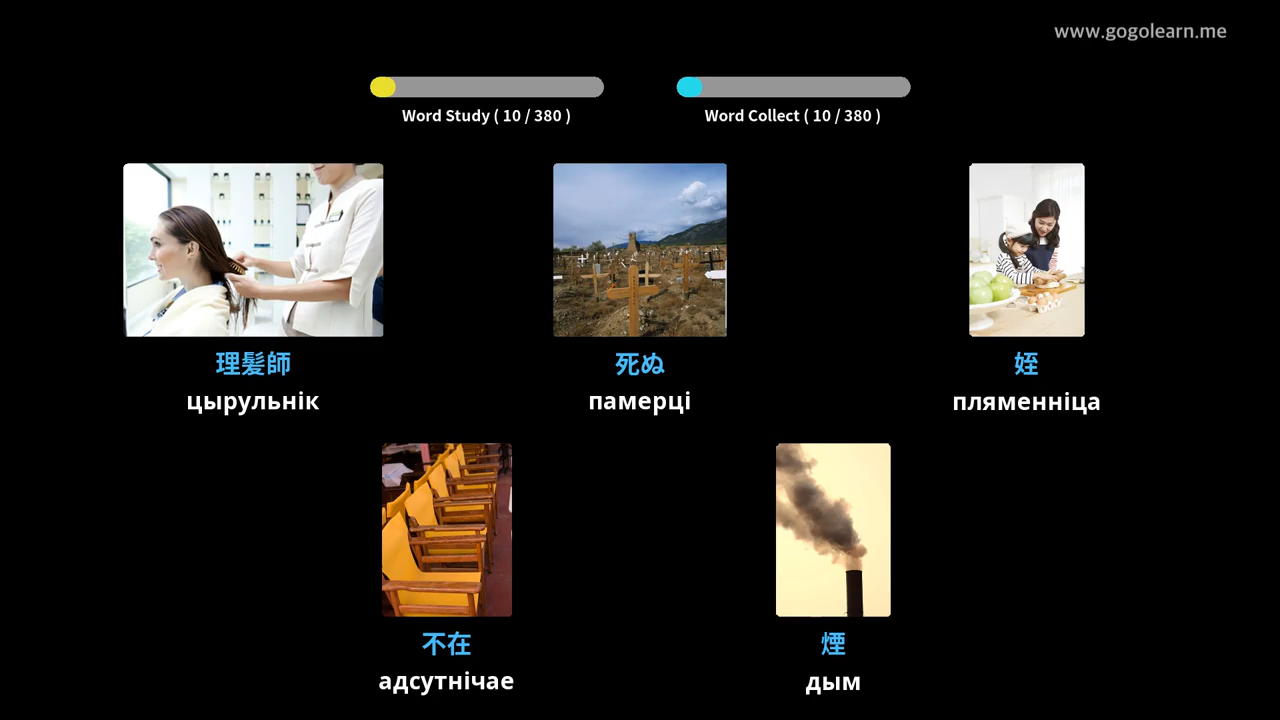 www.gogolearn.me
Word Study ( 10 / 380 )
Word Collect ( 10 / 380 )
理髪師
цырульнік
死ぬ
памерці
姪
пляменніца
不在
адсутнічае
煙
дым